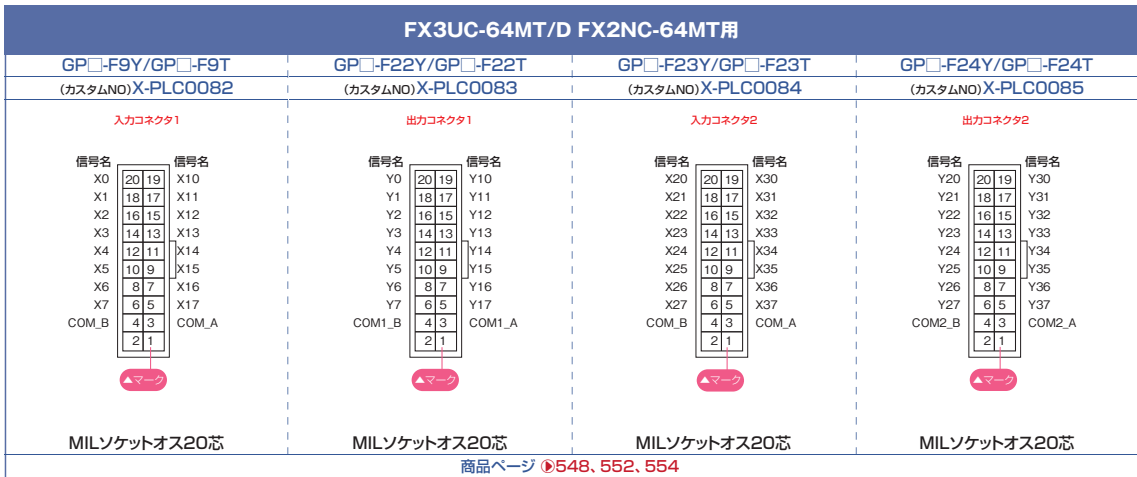 FX3UC-64MT/D FX2NC-64MT用
GP□-F9Y/GP□-F9T
(カスタムNO)X-PLC0082
入力コネクタ1
信号名 信号名
X0 20 19 X10
X1 18 17 X11
X2 16 15 X12
X3 14 13 X13
X4 12 11 X14
X5 10 9 X15
X6 8 7 X16
X7 6 5 X17
COM_B 4 3 COM_A
2 1
▲マーク
MILソケットオス20芯
GP□-F22Y/GP□-F22T
(カスタムNO)X-PLC0083
出力コネクタ1
信号名 信号名
Y0 20 19 Y10
Y1 18 17 Y11
Y2 16 15 Y12
Y3 14 13 Y13
Y4 12 11 Y14
Y5 10 9 Y15
Y6 8 7 Y16
Y7 6 5 Y17
COM1_B 4 3 COM1_A
2 1
▲マーク
MILソケットオス20芯
GP□-F23Y/GP□-F23T
(カスタムNO)X-PLC0084
入力コネクタ2
信号名 信号名
X20 20 19 X30
X21 18 17 X31
X22 16 15 X32
X23 14 13 X33
X24 12 11 X34
X25 10 9 X35
X26 8 7 X36
X27 6 5 X37
COM_B 4 3 COM_A
2 1
▲マーク
MILソケットオス20芯
GP□-F24Y/GP□-F24T
(カスタムNO)X-PLC0085
出力コネクタ2
信号名 信号名
Y20 20 19 Y30
Y21 18 17 Y31
Y22 16 15 Y32
Y23 14 13 Y33
Y24 12 11 Y34
Y25 10 9 Y35
Y26 8 7 Y36
Y27 6 5 Y37
COM2_B 4 3 COM2_A
2 1
▲マーク
MILソケットオス20芯
商品ページ 548、552、554